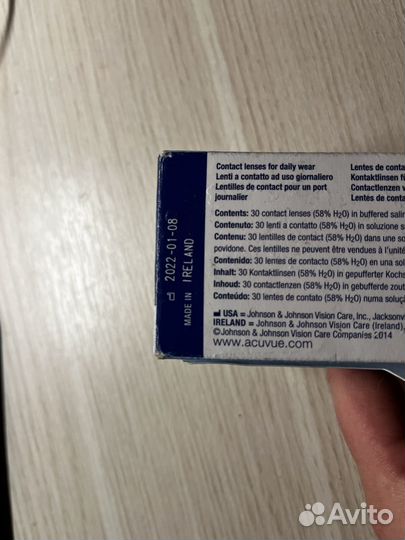 2022-01-08
MADE IN IRELAND
Contact lenses for daily wear
Lenti a contatto ad uso giornaliero
Lentilles de contact pour un port
journalier
Lentes de conta
Kontaktlinsen
Contactlenzen
Lentes de conta
Contents: 30 contact lenses (58% H2O) in buffered salin
Contenuto: 30 lenti a contatto (58% H2O) in soluzione s
Contenu: 30 lentilles de contact (58% H2O) dans une so
povidone. Ces lentilles ne peuvent être vendues à l'unité
Contenido: 30 lentes de contacto (58% H2O) en una sol
Inhalt: 30 Kontaktlinsen (58% H2O) in gepufferter Kochs
Inhoud: 30 contactlenzen (58% H2O) in gebufferde zout
Conteúdo: 30 lentes de contato (58% H2O) numa soluç
USA = Johnson & Johnson Vision Care, Inc., Jacksonvi
IRELAND = Johnson & Johnson Vision Care (Ireland),
©Johnson & Johnson Vision Care Companies 2014
www.acuvue.com
Avito